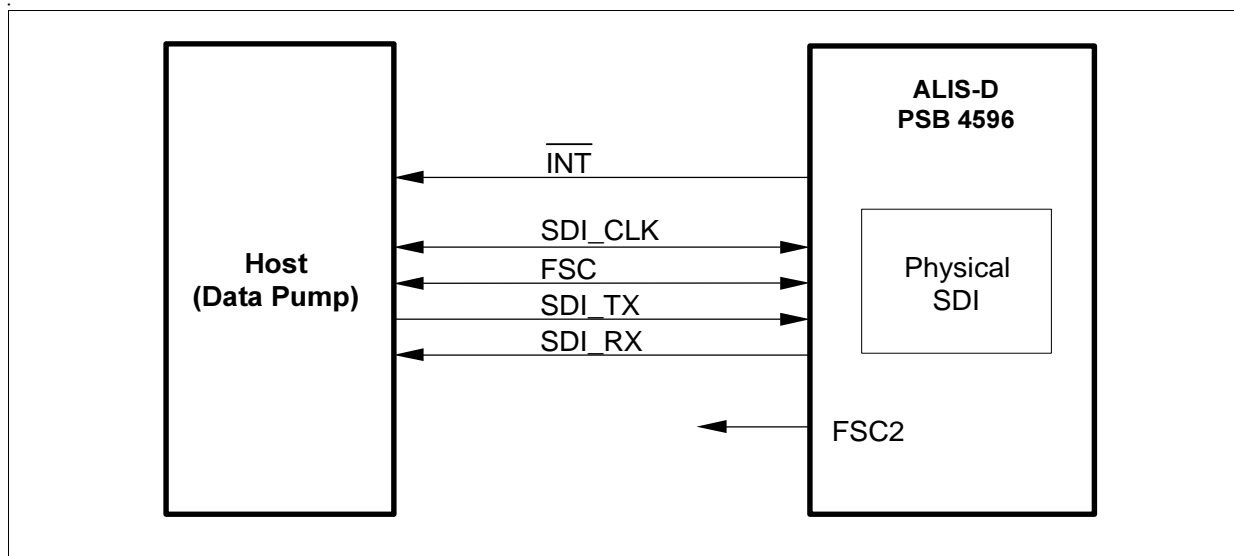 ALIS-D
PSB 4596
INT
SDI_CLK
FSC
SDI_TX
SDI_RX
Host
(Data Pump)
Physical
SDI
FSC2